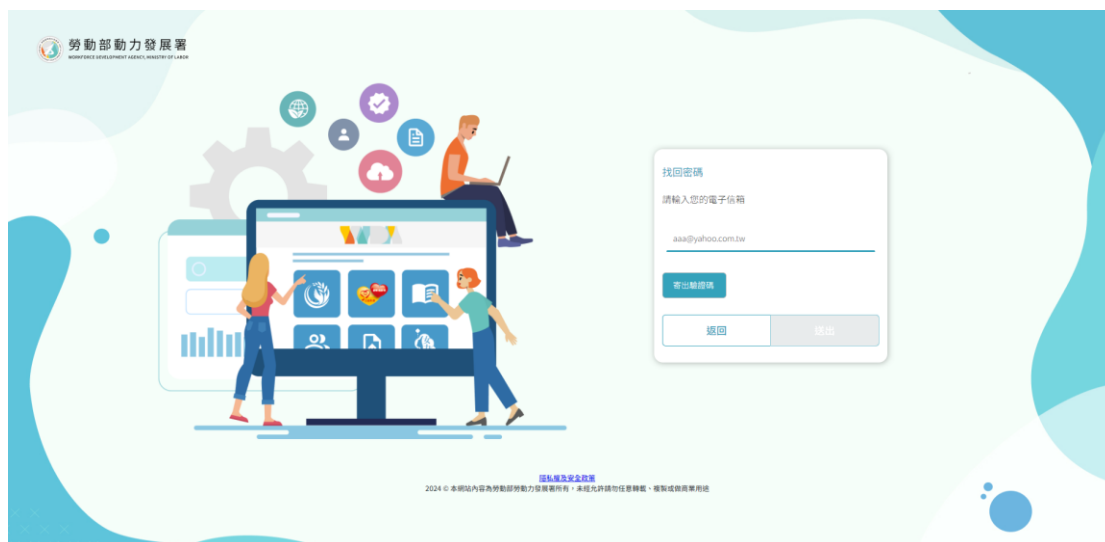 勞動部動力發展署
WORKFORCE DEVELOPMENT AGENCY, MINISTRY OF LABOR
找回密碼
請輸入您的電子信箱
aaa@yahoo.com.tw
寄出驗證碼
返回
送出
隱私權及安全政策
2024 © 本網站內容為勞動部勞動力發展署所有，未經允許請勿任意轉載、複製或做商業用途